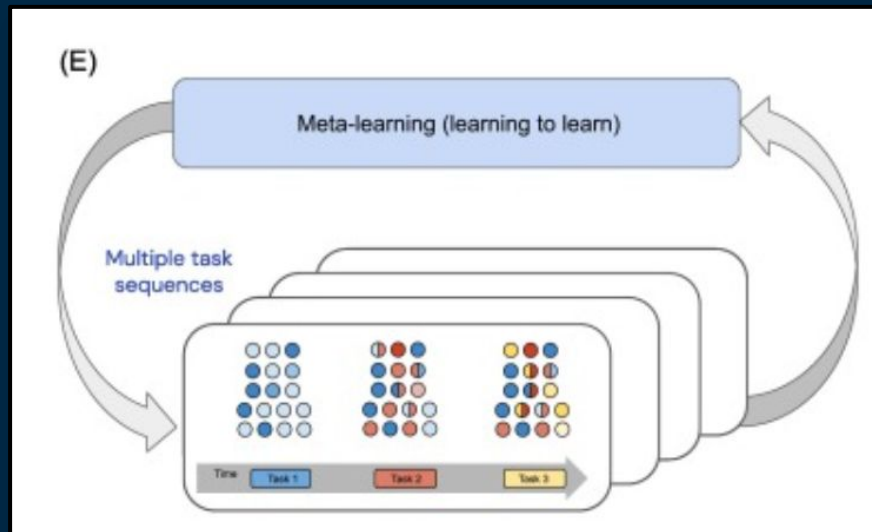 (E)
Meta-learning (learning to learn)
Multiple task
sequences
Time
Task 1
Task 2
Task 3